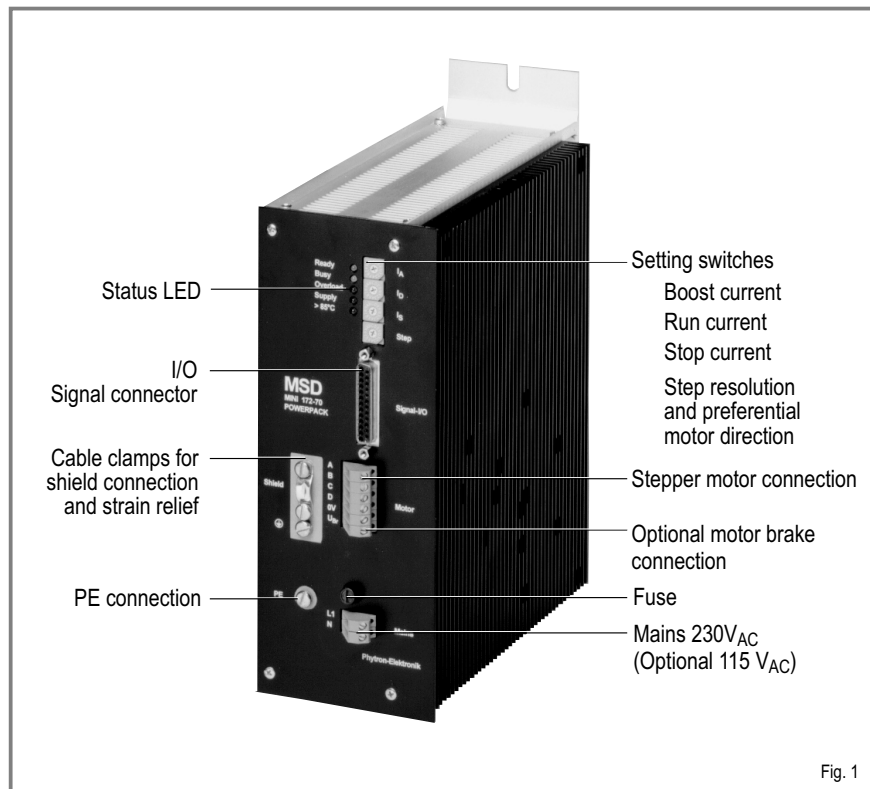 Status LED
I/O
Signal connector
Cable clamps for
shield connection
and strain relief
PE connection
Ready
Busy
Overload
Supply
> 85°C
IA
IO
IS
Step
MSD
MINI 172-70
POWERPACK
Signal-I/O
Shield
A
B
C
D
0V
UBr
Motor
PE
L1
N
Mains
Phytron-Elektronik
Setting switches
Boost current
Run current
Stop current
Step resolution
and preferential
motor direction
Stepper motor connection
Optional motor brake
connection
Fuse
Mains 230VAC
(Optional 115 VAC)
Fig. 1